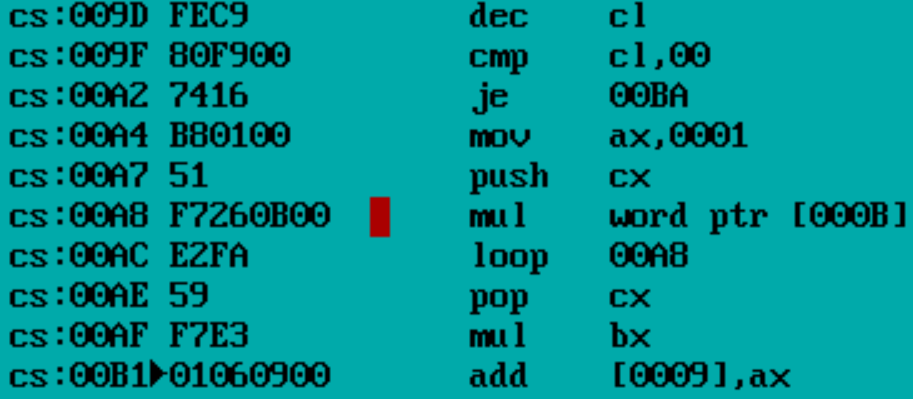 cs:009D FEC9 dec cl
cs:009F 80F900 cmp cl,00
cs:00A2 7416 je 00BA
cs:00A4 B80100 mov ax,0001
cs:00A7 51 push cx
cs:00A8 F7260B00 mul word ptr [000B]
cs:00AC E2FA loop 00A8
cs:00AE 59 pop cx
cs:00AF F7E3 mul bx
cs:00B1▶01060900 add [0009],ax